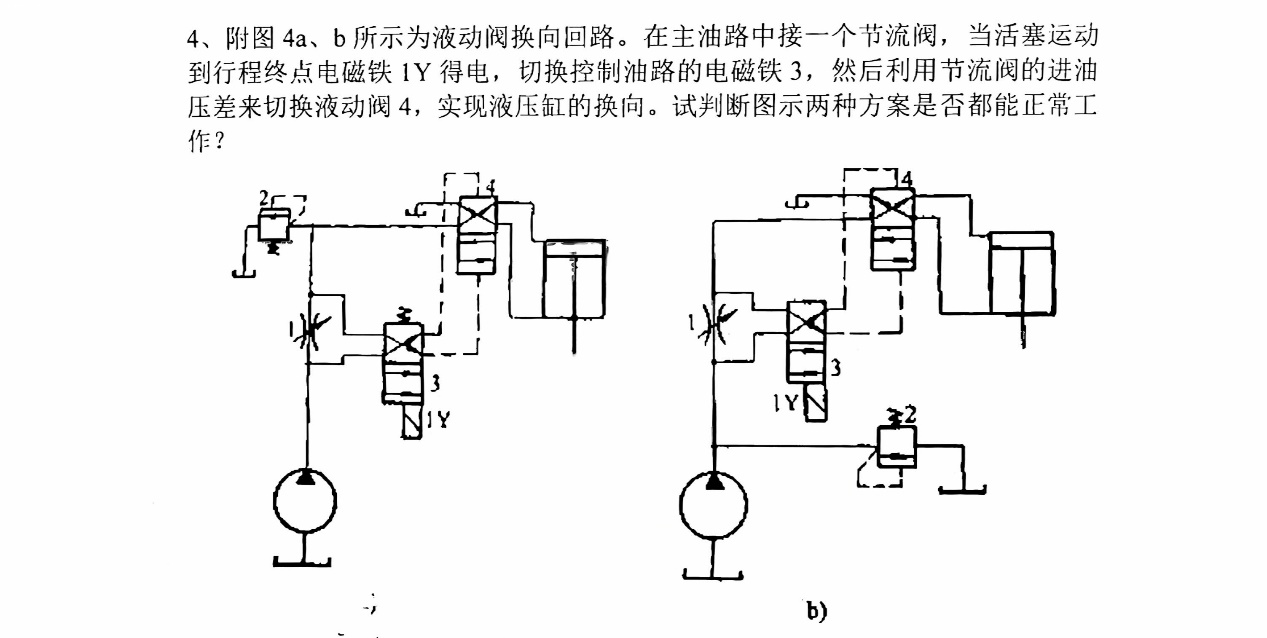 4、附图 4a、b 所示为液动阀换向回路。在主油路中接一个节流阀，当活塞运动
到行程终点电磁铁 1Y 得电，切换控制油路的电磁铁 3，然后利用节流阀的进油
压差来切换液动阀 4，实现液压缸的换向。试判断图示两种方案是否都能正常工
作？
2 4
1
3
1Y
4
1
3
1Y
2
b)